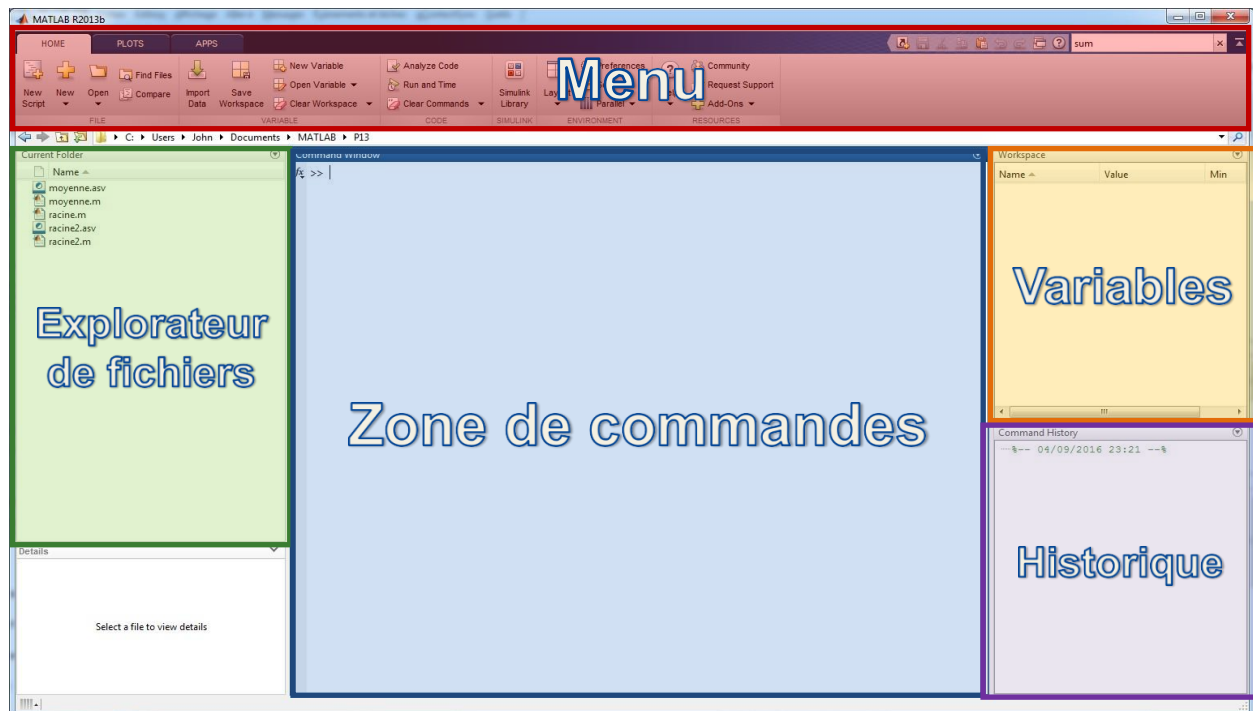 MATLAB R2013b
HOME PLOTS APPS
sum
New Script
New
Open
Find Files
Compare
Import Data
Save Workspace
New Variable
Open Variable
Clear Workspace
Analyze Code
Run and Time
Clear Commands
Simulink Library
Menu
Preferences
Parallel
Community
Request Support
Add-Ons
FILE VARIABLE CODE SIMULINK ENVIRONMENT RESOURCES
C: Users John Documents MATLAB P13
Current Folder
Name
moyenne.asv
moyenne.m
racine.m
racine2.asv
racine2.m
Explorateur
de fichiers
Details
Select a file to view details
Command Window
fx >>
Zone de commandes
Workspace
Name Value Min
Variables
Command History
%-- 04/09/2016 23:21 --%
Historique